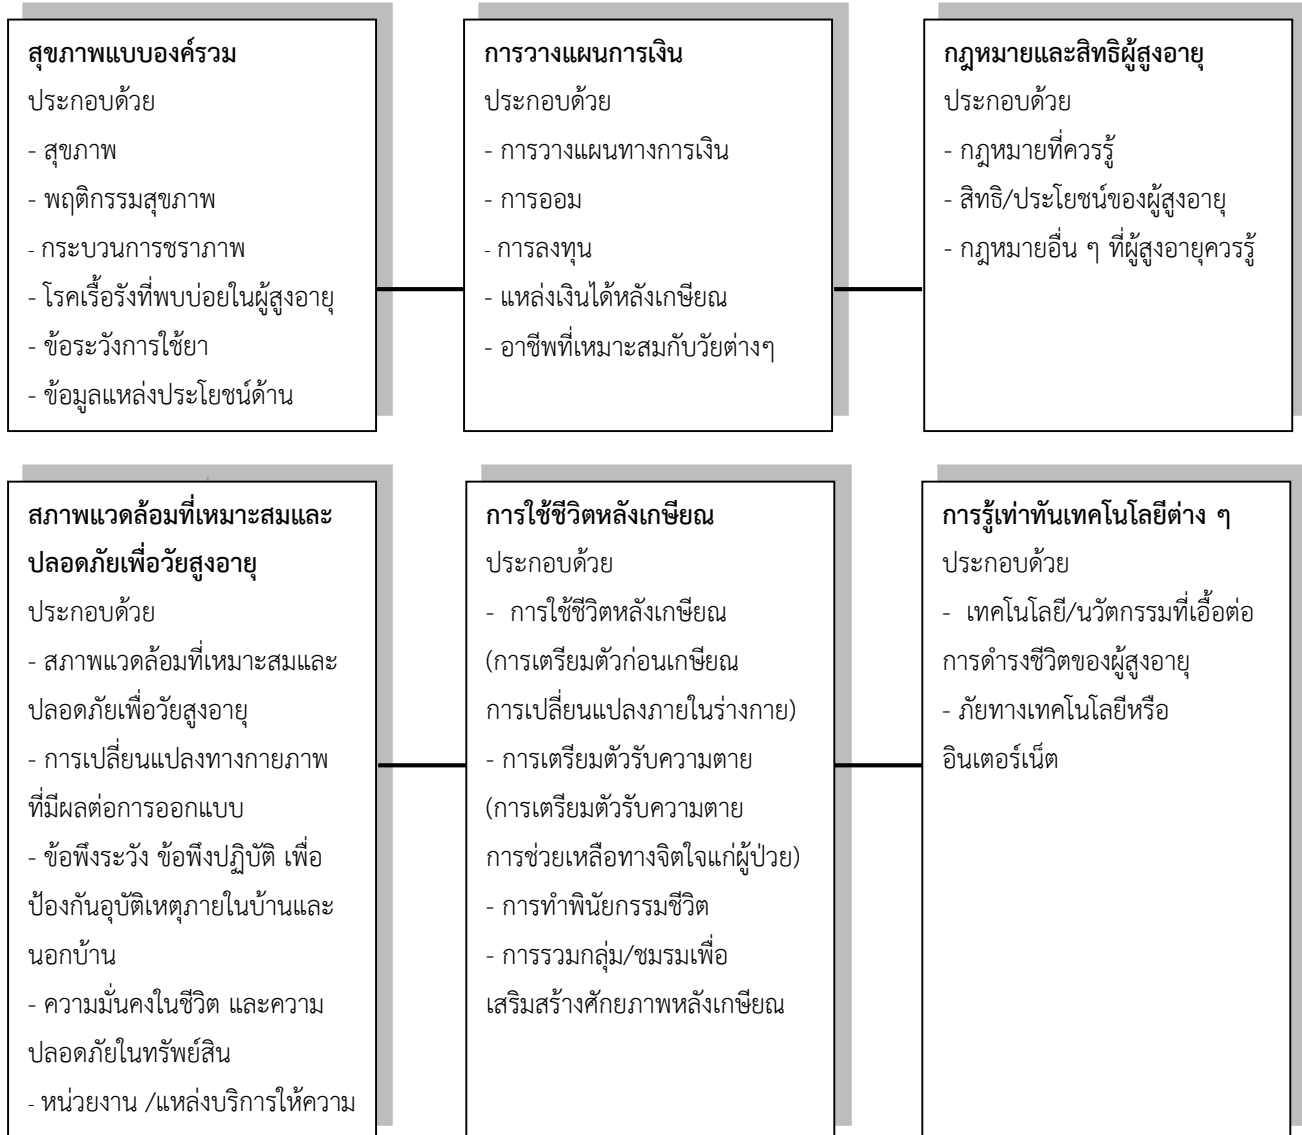 สุขภาพแบบองค์รวม
ประกอบด้วย
- สุขภาพ
- พฤติกรรมสุขภาพ
- กระบวนการชราภาพ
- โรคเรื้อรังที่พบบ่อยในผู้สูงอายุ
- ข้อระวังการใช้ยา
- ข้อมูลแหล่งประโยชน์ด้าน
การวางแผนการเงิน
ประกอบด้วย
- การวางแผนทางการเงิน
- การออม
- การลงทุน
- แหล่งเงินได้หลังเกษียณ
- อาชีพที่เหมาะสมกับวัยต่างๆ
กฎหมายและสิทธิผู้สูงอายุ
ประกอบด้วย
- กฎหมายที่ควรรู้
- สิทธิ/ประโยชน์ของผู้สูงอายุ
- กฎหมายอื่น ๆ ที่ผู้สูงอายุควรรู้
สภาพแวดล้อมที่เหมาะสมและ
ปลอดภัยเพื่อวัยสูงอายุ
ประกอบด้วย
- สภาพแวดล้อมที่เหมาะสมและ
ปลอดภัยเพื่อวัยสูงอายุ
- การเปลี่ยนแปลงทางกายภาพ
ที่มีผลต่อการออกแบบ
- ข้อพึงระวัง ข้อพึงปฏิบัติ เพื่อ
ป้องกันอุบัติเหตุภายในบ้านและ
นอกบ้าน
- ความมั่นคงในชีวิต และความ
ปลอดภัยในทรัพย์สิน
- หน่วยงาน /แหล่งบริการให้ความ
การใช้ชีวิตหลังเกษียณ
ประกอบด้วย
- การใช้ชีวิตหลังเกษียณ
(การเตรียมตัวก่อนเกษียณ
การเปลี่ยนแปลงภายในร่างกาย)
- การเตรียมตัวรับความตาย
(การเตรียมตัวรับความตาย
การช่วยเหลือทางจิตใจแก่ผู้ป่วย)
- การทำพินัยกรรมชีวิต
- การรวมกลุ่ม/ชมรมเพื่อ
เสริมสร้างศักยภาพหลังเกษียณ
การรู้เท่าทันเทคโนโลยีต่าง ๆ
ประกอบด้วย
- เทคโนโลยี/นวัตกรรมที่เอื้อต่อ
การดำรงชีวิตของผู้สูงอายุ
- ภัยทางเทคโนโลยีหรือ
อินเตอร์เน็ต